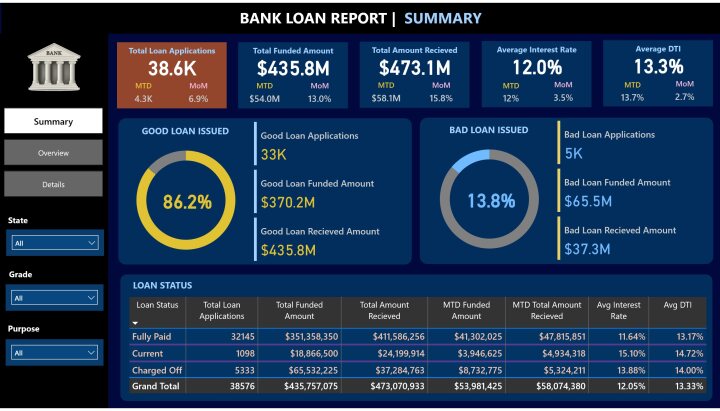 BANK LOAN REPORT | SUMMARY
BANK
Summary
Overview
Details
State
All
Grade
All
Purpose
All
Total Loan Applications
38.6K
MTD MoM
4.3K 6.9%
Total Funded Amount
$435.8M
MTD MoM
$54.0M 13.0%
Total Amount Recieved
$473.1M
MTD MoM
$58.1M 15.8%
Average Interest Rate
12.0%
MTD MoM
12% 3.5%
Average DTI
13.3%
MTD MoM
13.7% 2.7%
GOOD LOAN ISSUED
86.2%
Good Loan Applications
33K
Good Loan Funded Amount
$370.2M
Good Loan Recieved Amount
$435.8M
BAD LOAN ISSUED
13.8%
Bad Loan Applications
5K
Bad Loan Funded Amount
$65.5M
Bad Loan Recieved Amount
$37.3M
LOAN STATUS
Loan Status Total Loan Applications Total Funded Amount Total Amount Recieved MTD Funded Amount MTD Total Amount Recieved Avg Interest Rate Avg DTI
Fully Paid 32145 $351,358,350 $411,586,256 $41,302,025 $47,815,851 11.64% 13.17%
Current 1098 $18,866,500 $24,199,914 $3,946,625 $4,934,318 15.10% 14.72%
Charged Off 5333 $65,532,225 $37,284,763 $8,732,775 $5,324,211 13.88% 14.00%
Grand Total 38576 $435,757,075 $473,070,933 $53,981,425 $58,074,380 12.05% 13.33%